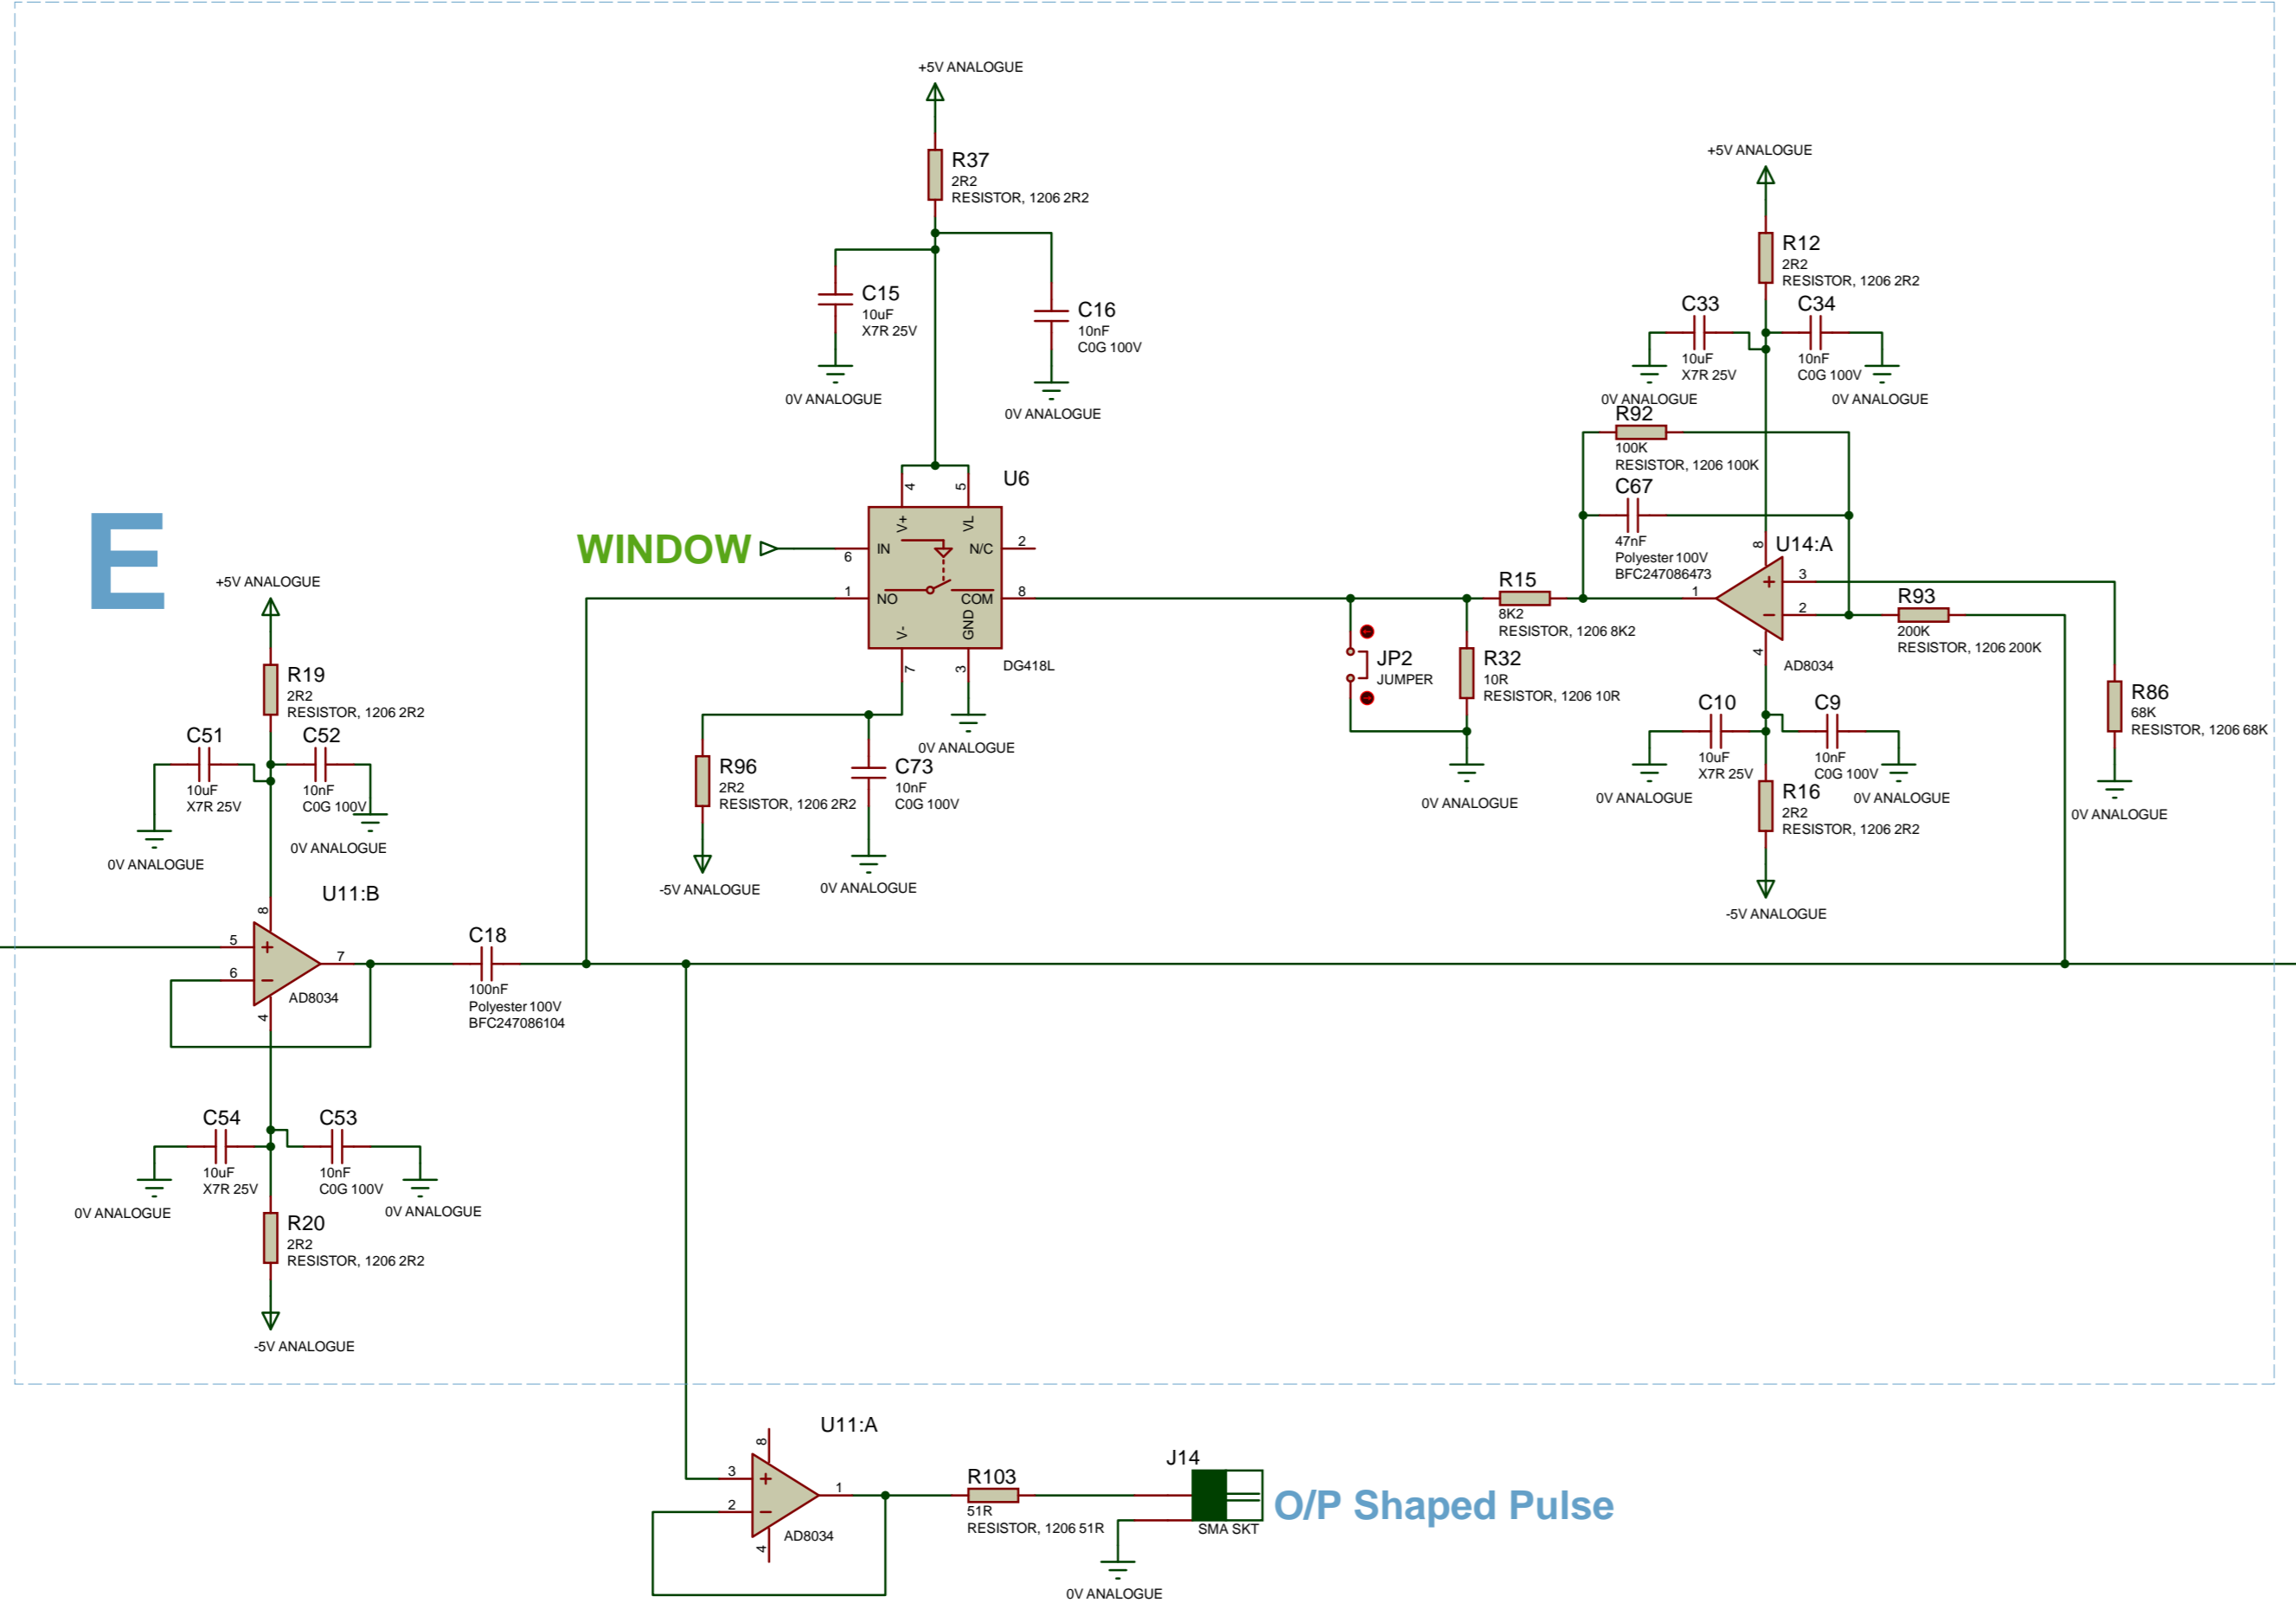 +5V ANALOGUE
R37
2R2
RESISTOR, 1206 2R2
C15
10uF
X7R 25V
0V ANALOGUE
C16
10nF
C0G 100V
0V ANALOGUE
+5V ANALOGUE
R12
2R2
RESISTOR, 1206 2R2
C33
10uF
X7R 25V
0V ANALOGUE
C34
10nF
C0G 100V
0V ANALOGUE
R92
100K
RESISTOR, 1206 100K
C67
47nF
Polyester 100V
BFC247086473
U6
4
5
V+
VL
WINDOW
6
IN
N/C
2
1
NO
COM
8
V-
GND
7
3
DG418L
0V ANALOGUE
R96
2R2
RESISTOR, 1206 2R2
-5V ANALOGUE
C73
10nF
C0G 100V
0V ANALOGUE
JP2
JUMPER
R32
10R
RESISTOR, 1206 10R
0V ANALOGUE
R15
8K2
RESISTOR, 1206 8K2
U14:A
8
3
+
1
2
−
4
AD8034
R93
200K
RESISTOR, 1206 200K
R86
68K
RESISTOR, 1206 68K
0V ANALOGUE
C10
10uF
X7R 25V
0V ANALOGUE
C9
10nF
C0G 100V
0V ANALOGUE
R16
2R2
RESISTOR, 1206 2R2
-5V ANALOGUE
E
+5V ANALOGUE
R19
2R2
RESISTOR, 1206 2R2
C51
10uF
X7R 25V
0V ANALOGUE
C52
10nF
C0G 100V
0V ANALOGUE
U11:B
8
5
+
7
6
−
4
AD8034
C18
100nF
Polyester 100V
BFC247086104
C54
10uF
X7R 25V
0V ANALOGUE
C53
10nF
C0G 100V
0V ANALOGUE
R20
2R2
RESISTOR, 1206 2R2
-5V ANALOGUE
U11:A
8
3
+
1
2
−
4
AD8034
R103
51R
RESISTOR, 1206 51R
J14
SMA SKT
O/P Shaped Pulse
0V ANALOGUE